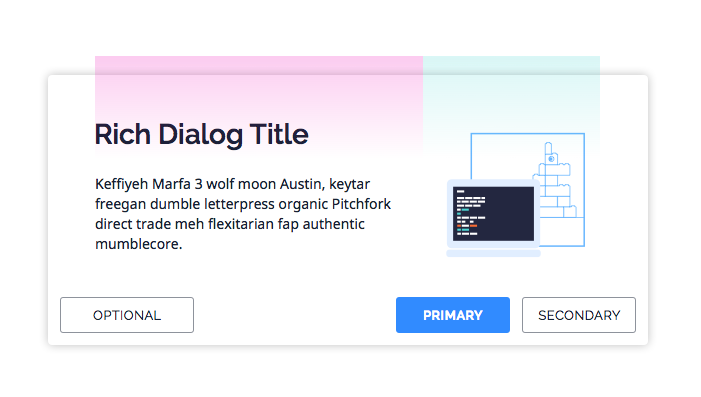 Rich Dialog Title
Keffiyeh Marfa 3 wolf moon Austin, keytar
freegan dumble letterpress organic Pitchfork
direct trade meh flexitarian fap authentic
mumblecore.
OPTIONAL
PRIMARY
SECONDARY